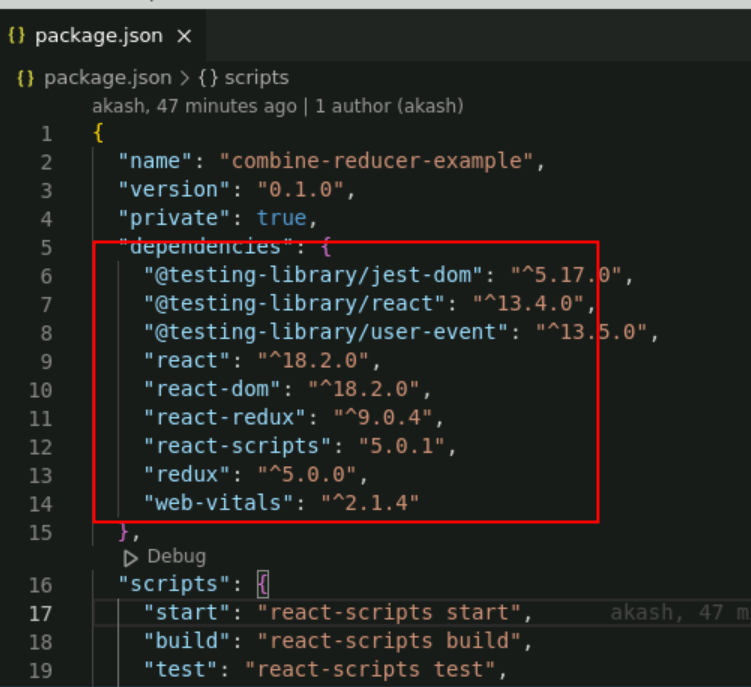 {} package.json ×
{} package.json > {} scripts
akash, 47 minutes ago | 1 author (akash)
1 {
2 "name": "combine-reducer-example",
3 "version": "0.1.0",
4 "private": true,
5 "dependencies": {
6 "@testing-library/jest-dom": "^5.17.0",
7 "@testing-library/react": "^13.4.0",
8 "@testing-library/user-event": "^13.5.0",
9 "react": "^18.2.0",
10 "react-dom": "^18.2.0",
11 "react-redux": "^9.0.4",
12 "react-scripts": "5.0.1",
13 "redux": "^5.0.0",
14 "web-vitals": "^2.1.4"
15 },
Debug
16 "scripts": {
17 "start": "react-scripts start", akash, 47 m
18 "build": "react-scripts build",
19 "test": "react-scripts test",